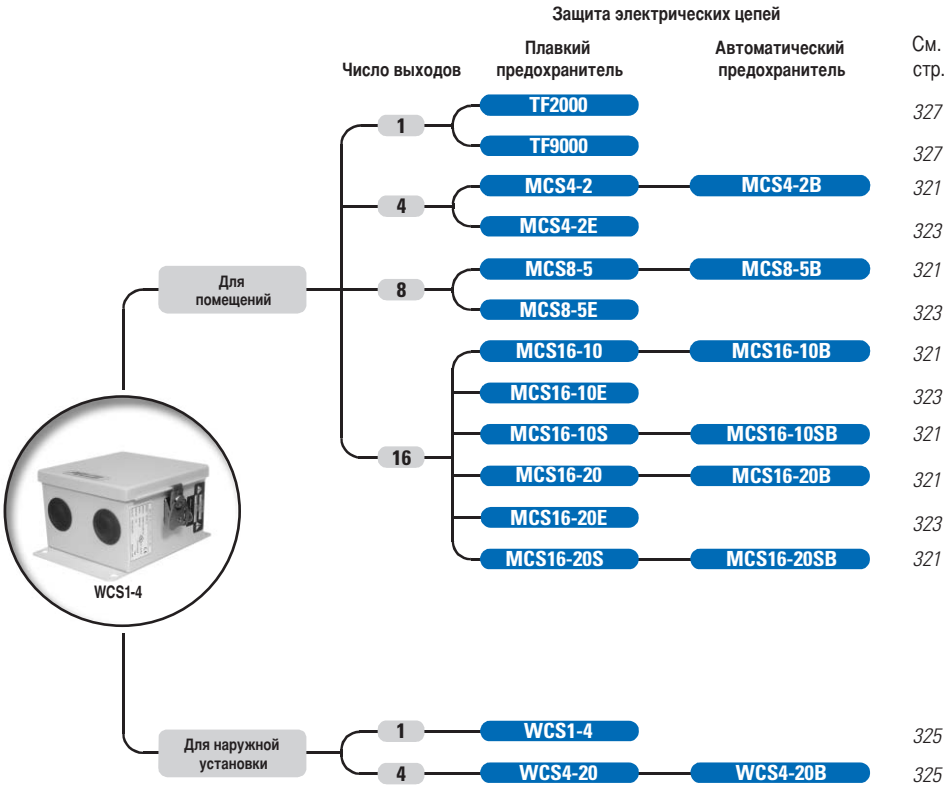 Защита электрических цепей
Число выходов
Плавкий
предохранитель
Автоматический
предохранитель
См.
стр.
1
TF2000
327
TF9000
327
4
MCS4-2
MCS4-2B
321
MCS4-2E
323
Для
помещений
8
MCS8-5
MCS8-5B
321
MCS8-5E
323
16
MCS16-10
MCS16-10B
321
MCS16-10E
323
MCS16-10S
MCS16-10SB
321
MCS16-20
MCS16-20B
321
MCS16-20E
323
MCS16-20S
MCS16-20SB
321
WCS1-4
Для наружной
установки
1
WCS1-4
325
4
WCS4-20
WCS4-20B
325